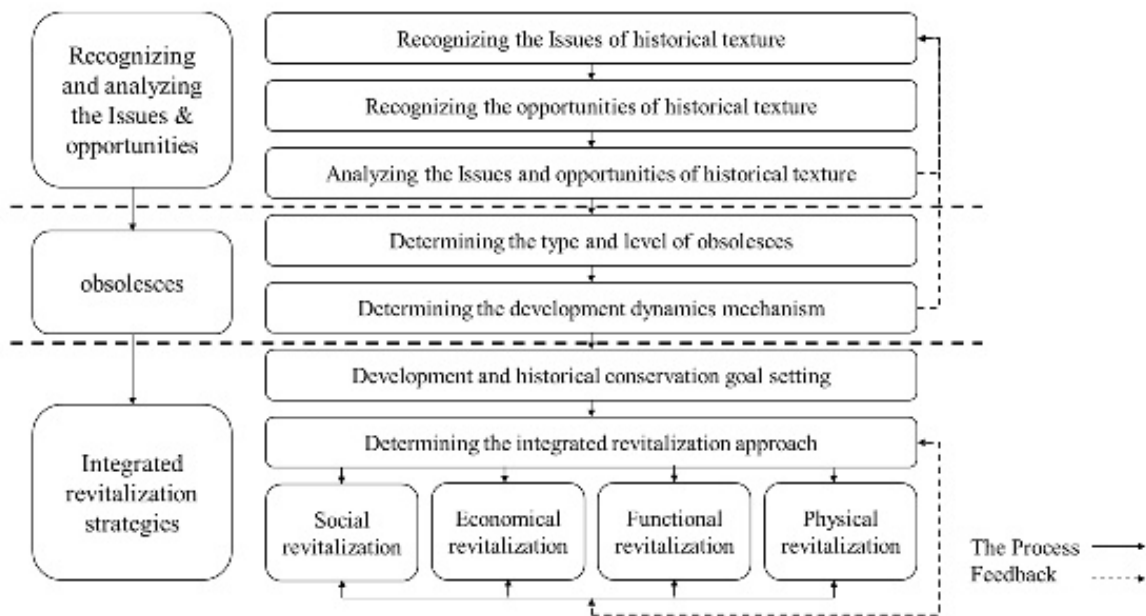 Recognizing
and analyzing
the Issues &
opportunities
Recognizing the Issues of historical texture
Recognizing the opportunities of historical texture
Analyzing the Issues and opportunities of historical texture
obsolesces
Determining the type and level of obsolesces
Determining the development dynamics mechanism
Integrated
revitalization
strategies
Development and historical conservation goal setting
Determining the integrated revitalization approach
Social
revitalization
Economical
revitalization
Functional
revitalization
Physical
revitalization
The Process
Feedback